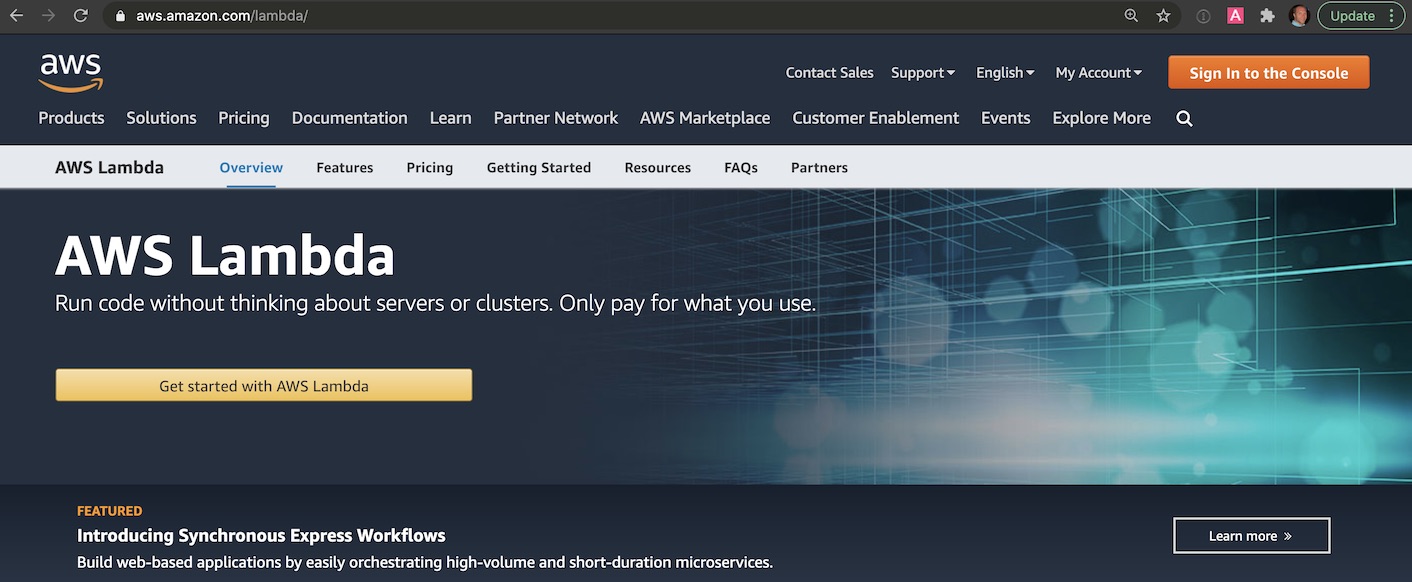 aws.amazon.com/lambda/
A
Update
aws
Contact Sales Support English My Account Sign In to the Console
Products Solutions Pricing Documentation Learn Partner Network AWS Marketplace Customer Enablement Events Explore More
AWS Lambda Overview Features Pricing Getting Started Resources FAQs Partners
AWS Lambda
Run code without thinking about servers or clusters. Only pay for what you use.
Get started with AWS Lambda
FEATURED
Introducing Synchronous Express Workflows
Build web-based applications by easily orchestrating high-volume and short-duration microservices.
Learn more »